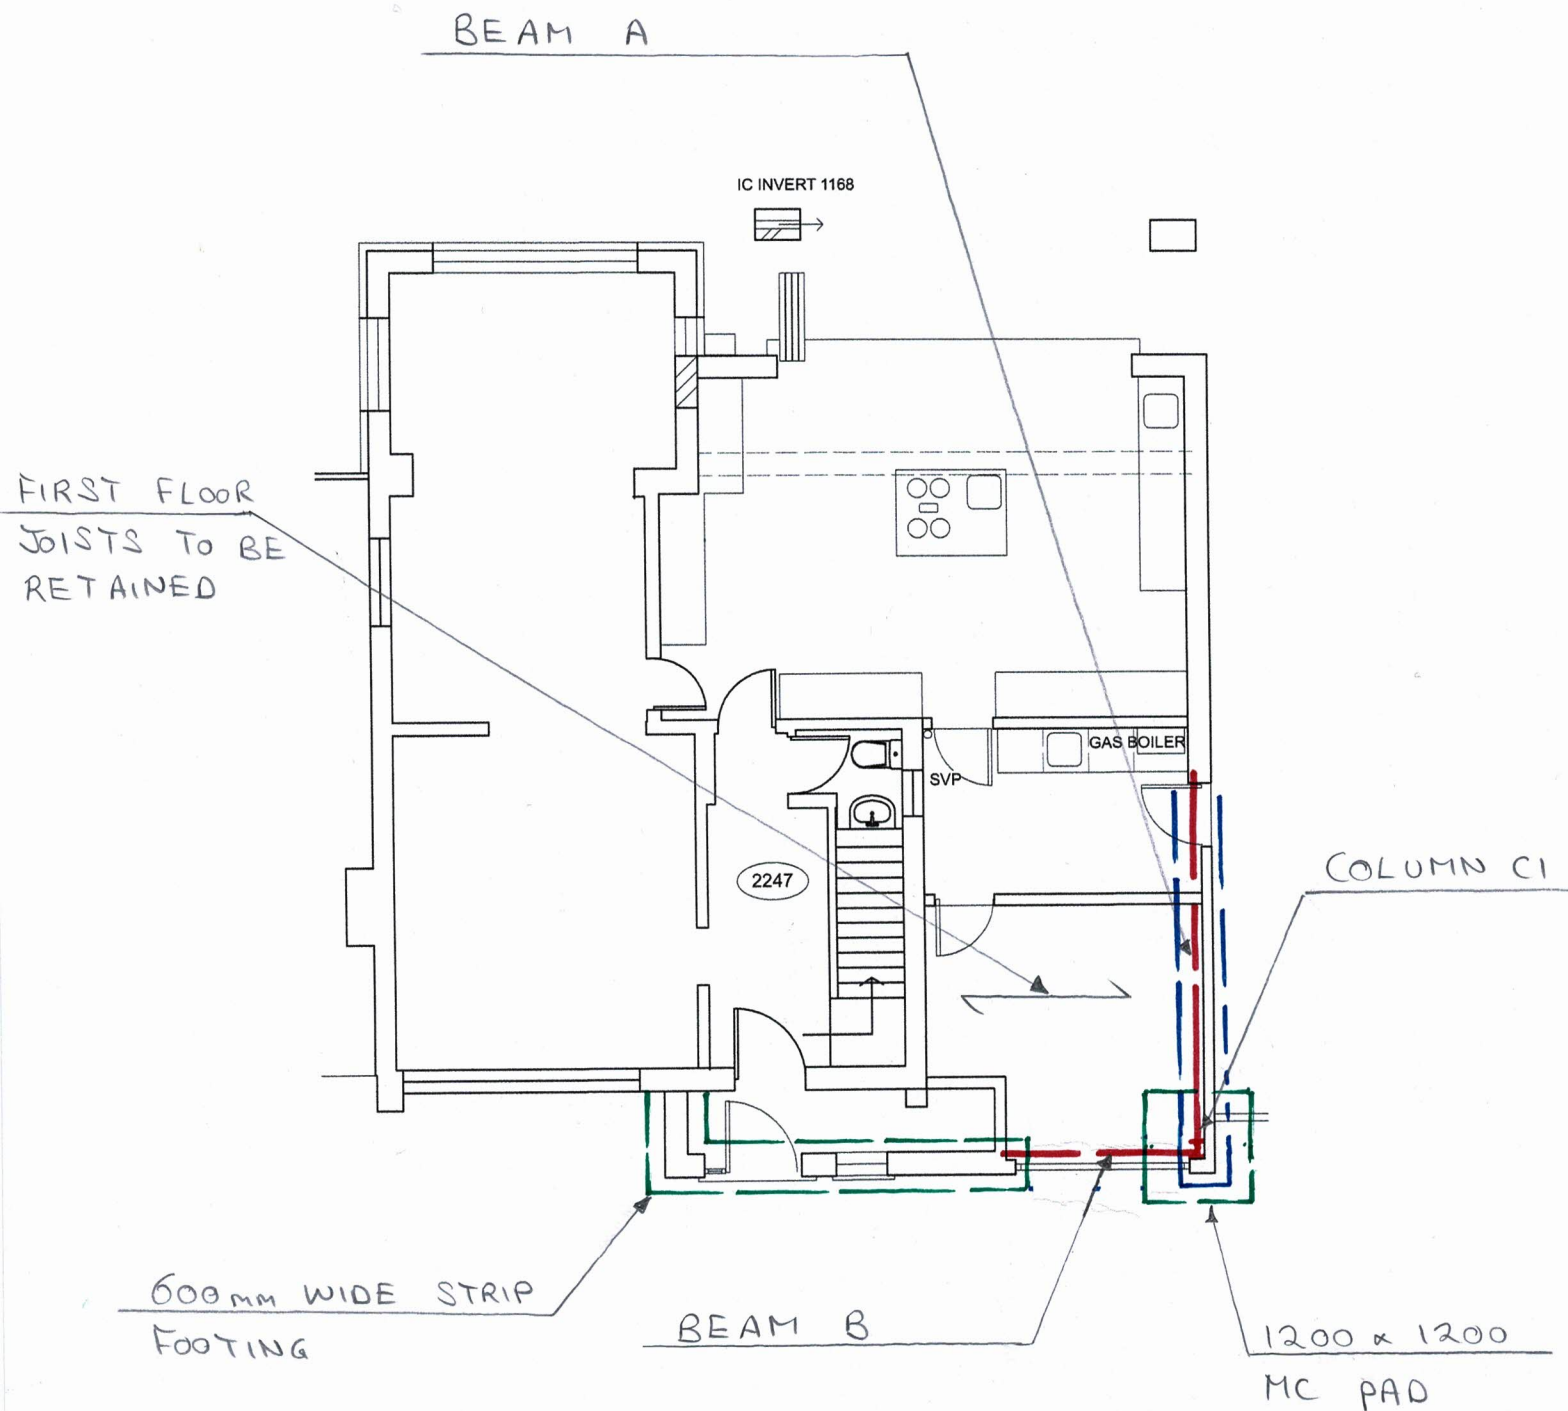 BEAM A
IC INVERT 1168
FIRST FLOOR
JOISTS TO BE
RETAINED
GAS BOILER
SVP
2247
COLUMN C1
600mm WIDE STRIP
FOOTING
BEAM B
1200 x 1200
MC PAD